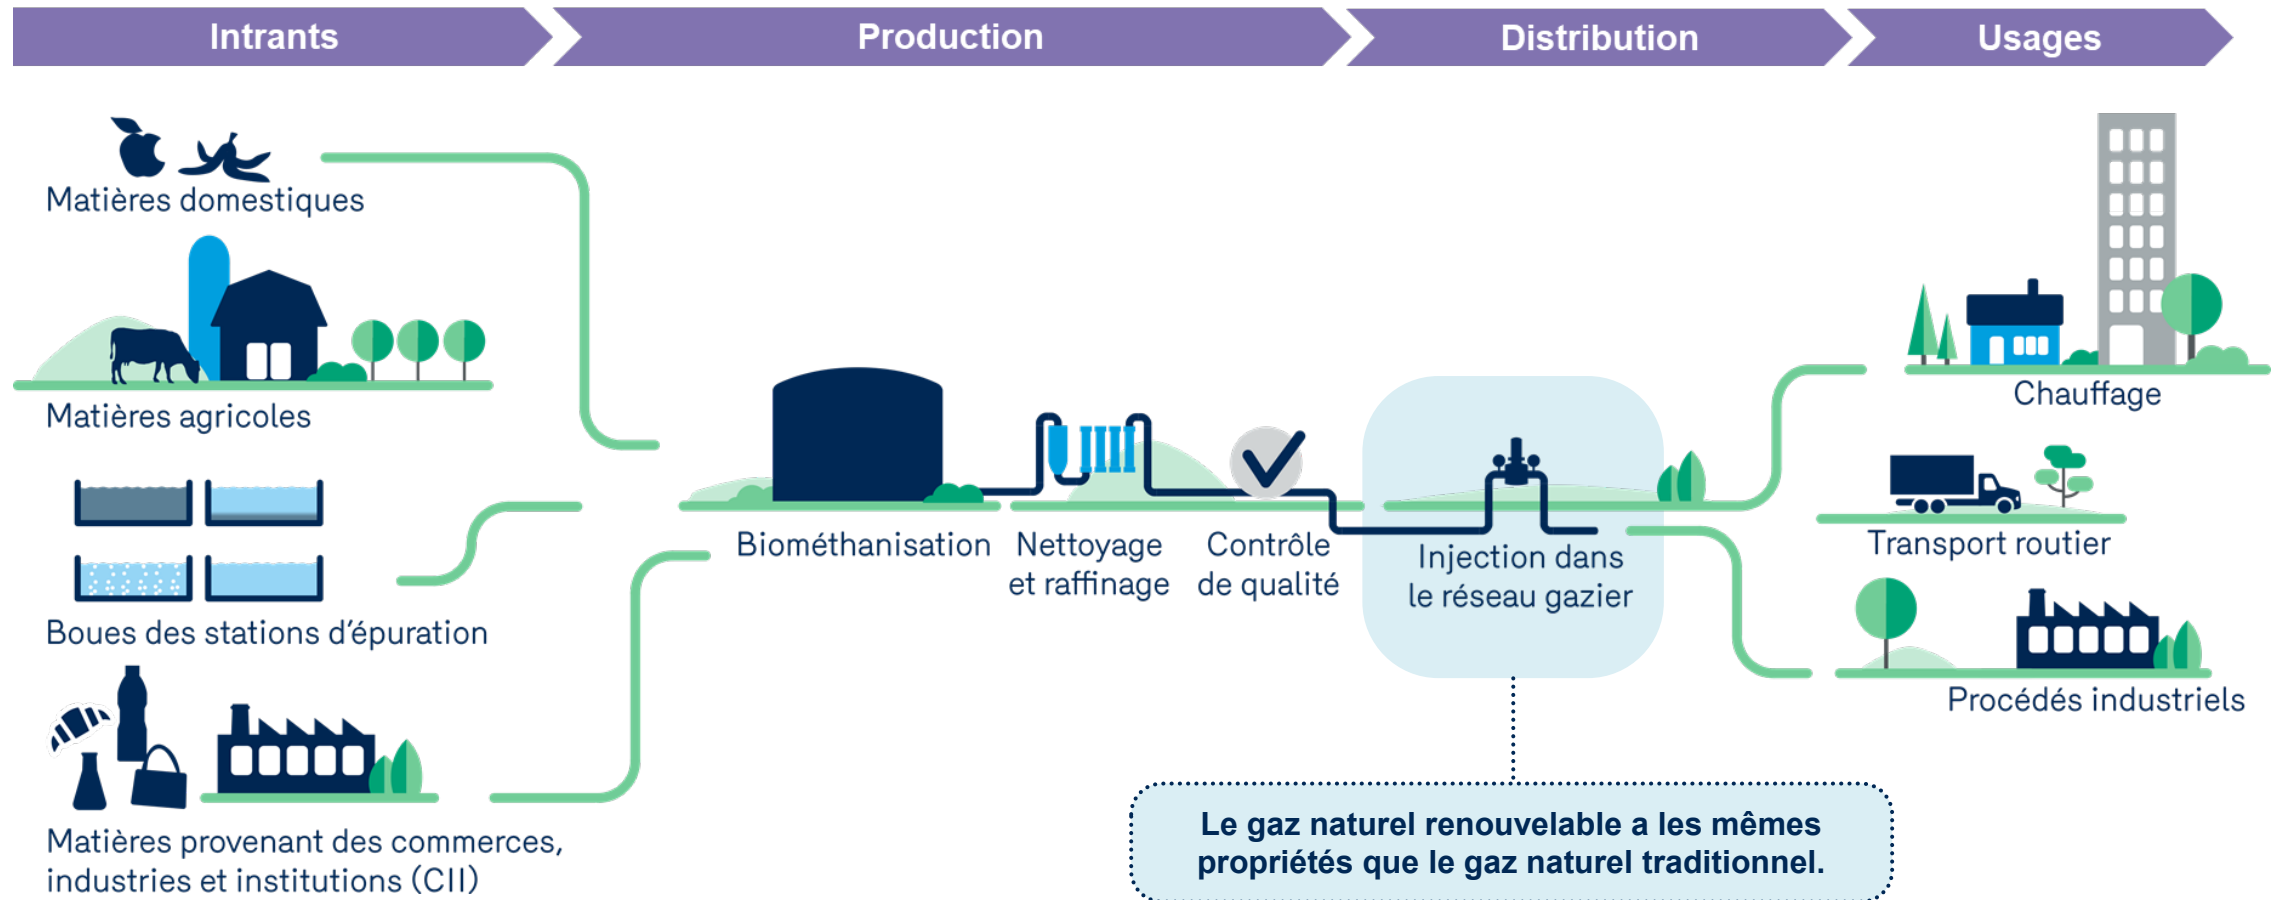 Intrants
Production
Distribution
Usages
Matières domestiques
Matières agricoles
Boues des stations d'épuration
Matières provenant des commerces,
industries et institutions (CII)
Biométhanisation
Nettoyage
et raffinage
Contrôle
de qualité
Injection dans
le réseau gazier
Le gaz naturel renouvelable a les mêmes
propriétés que le gaz naturel traditionnel.
Chauffage
Transport routier
Procédés industriels